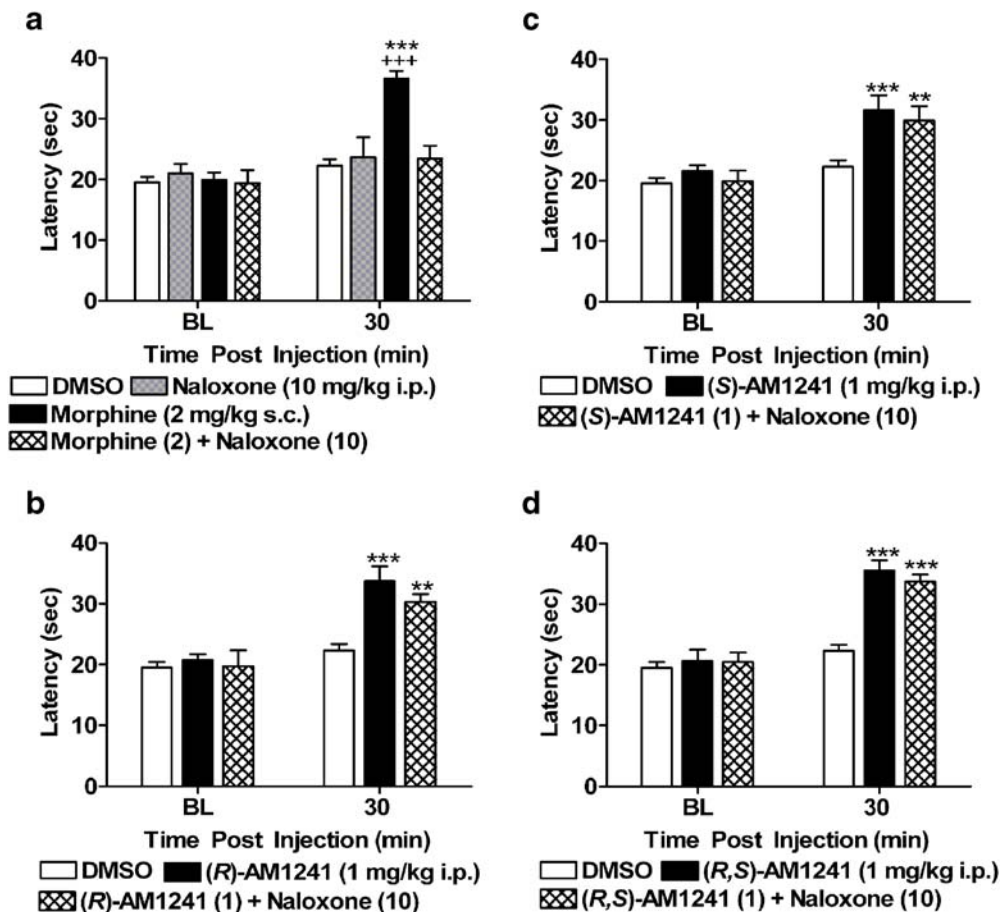 a
***
+++
40
30
20
10
0
Latency (sec)
BL 30
Time Post Injection (min)
DMSO Naloxone (10 mg/kg i.p.)
Morphine (2 mg/kg s.c.)
Morphine (2) + Naloxone (10)
c
*** **
40
30
20
10
0
Latency (sec)
BL 30
Time Post Injection (min)
DMSO (S)-AM1241 (1 mg/kg i.p.)
(S)-AM1241 (1) + Naloxone (10)
b
*** **
40
30
20
10
0
Latency (sec)
BL 30
Time Post Injection (min)
DMSO (R)-AM1241 (1 mg/kg i.p.)
(R)-AM1241 (1) + Naloxone (10)
d
*** ***
40
30
20
10
0
Latency (sec)
BL 30
Time Post Injection (min)
DMSO (R,S)-AM1241 (1 mg/kg i.p.)
(R,S)-AM1241 (1) + Naloxone (10)